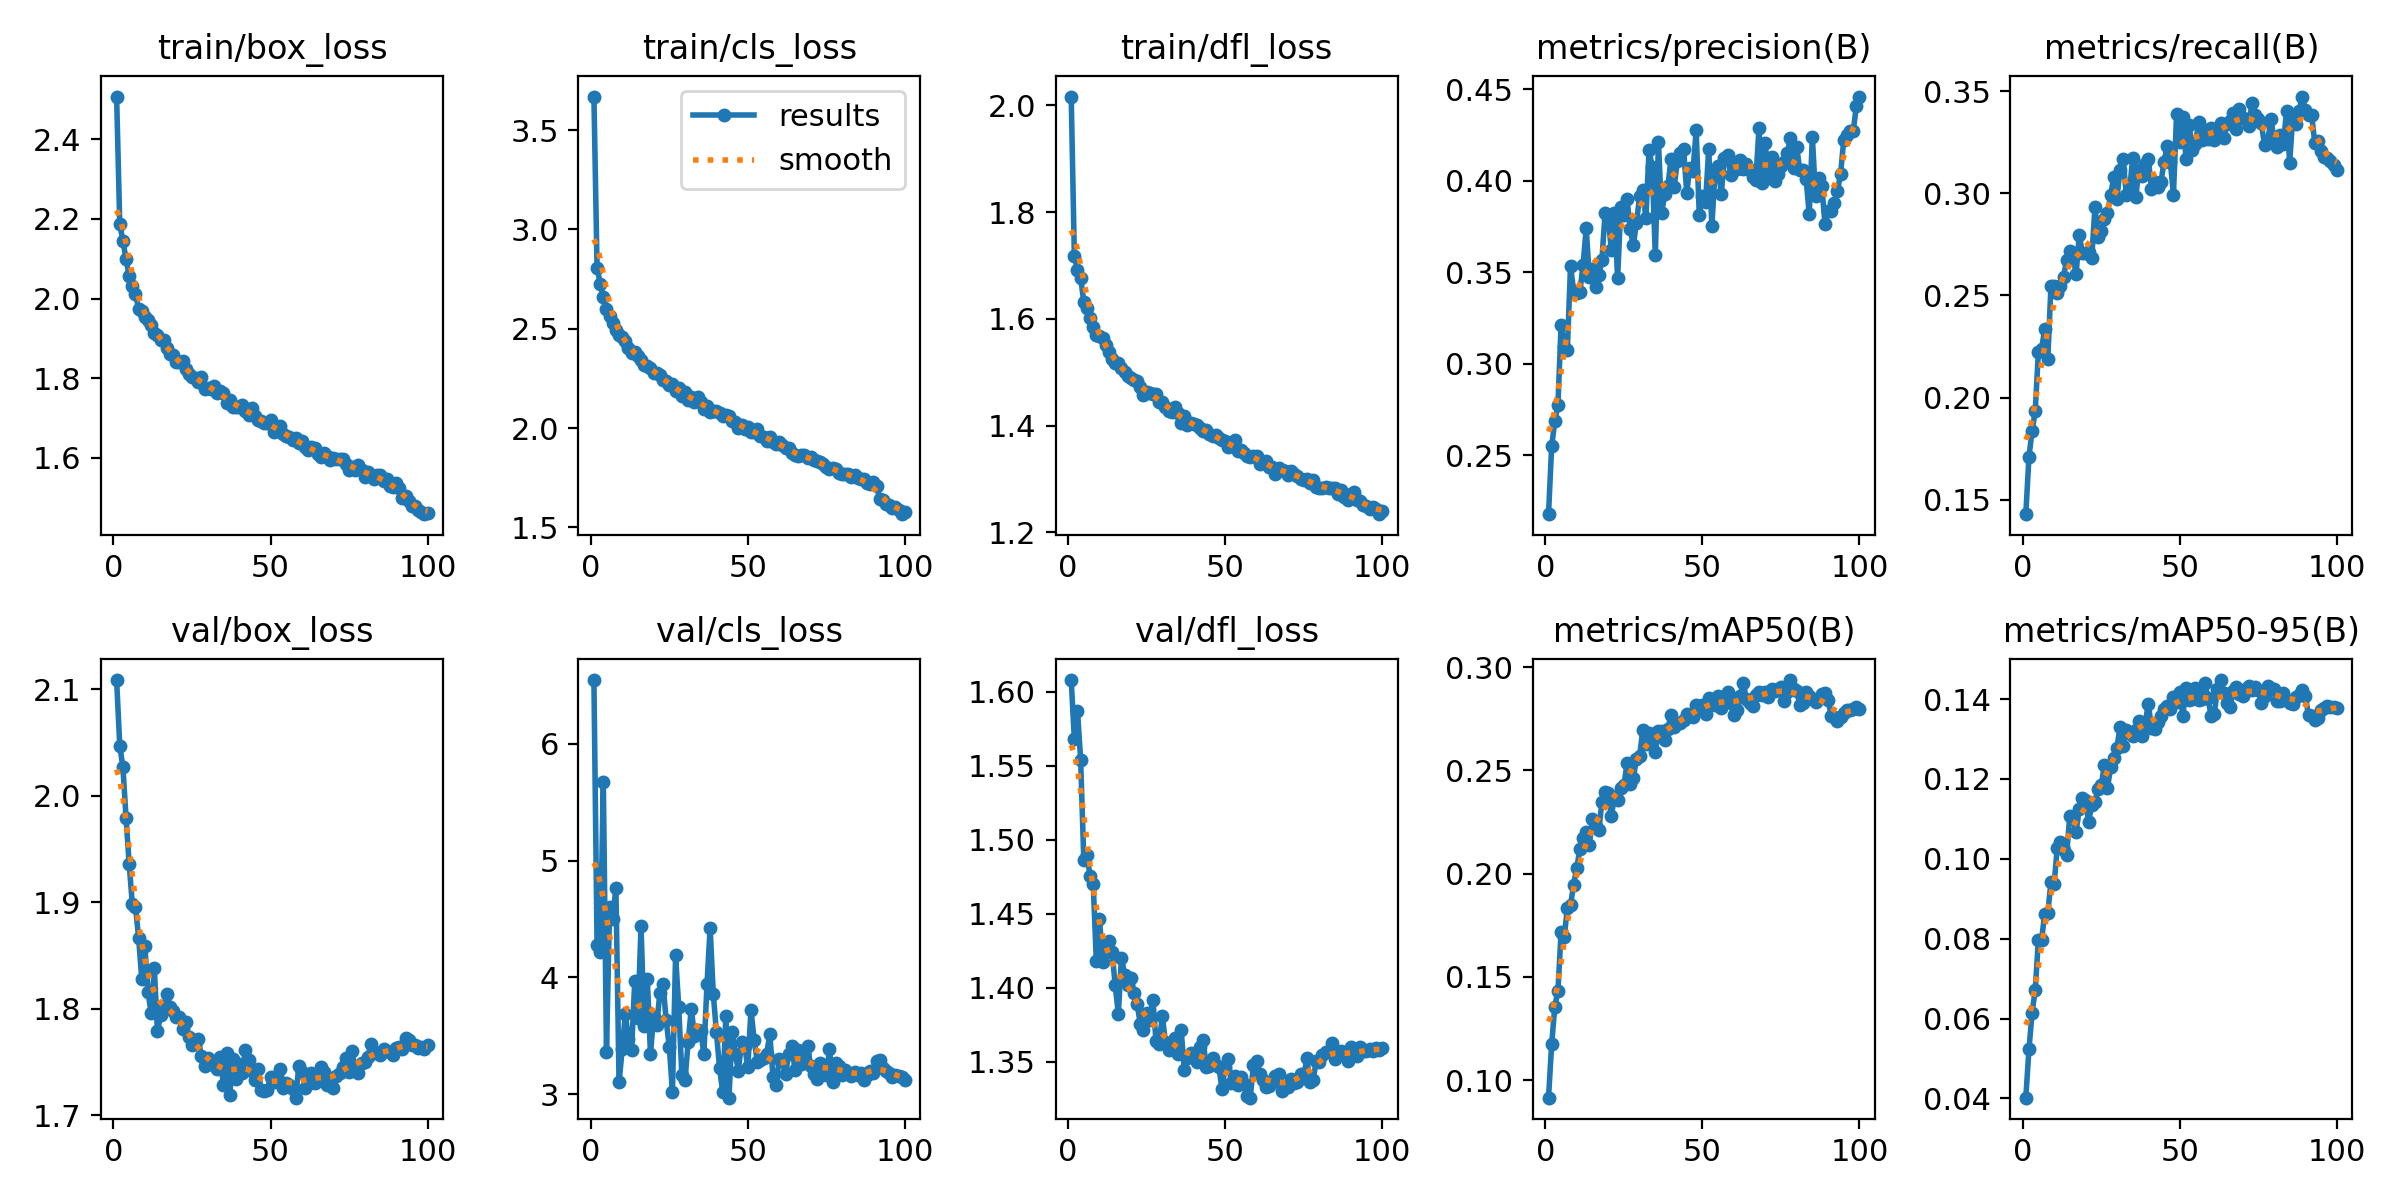 train/box_loss
2.4
2.2
2.0
1.8
1.6
0 50 100
train/cls_loss
results
smooth
3.5
3.0
2.5
2.0
1.5
0 50 100
train/dfl_loss
2.0
1.8
1.6
1.4
1.2
0 50 100
metrics/precision(B)
0.45
0.40
0.35
0.30
0.25
0 50 100
metrics/recall(B)
0.35
0.30
0.25
0.20
0.15
0 50 100
val/box_loss
2.1
2.0
1.9
1.8
1.7
0 50 100
val/cls_loss
6
5
4
3
0 50 100
val/dfl_loss
1.60
1.55
1.50
1.45
1.40
1.35
0 50 100
metrics/mAP50(B)
0.30
0.25
0.20
0.15
0.10
0 50 100
metrics/mAP50-95(B)
0.14
0.12
0.10
0.08
0.06
0.04
0 50 100